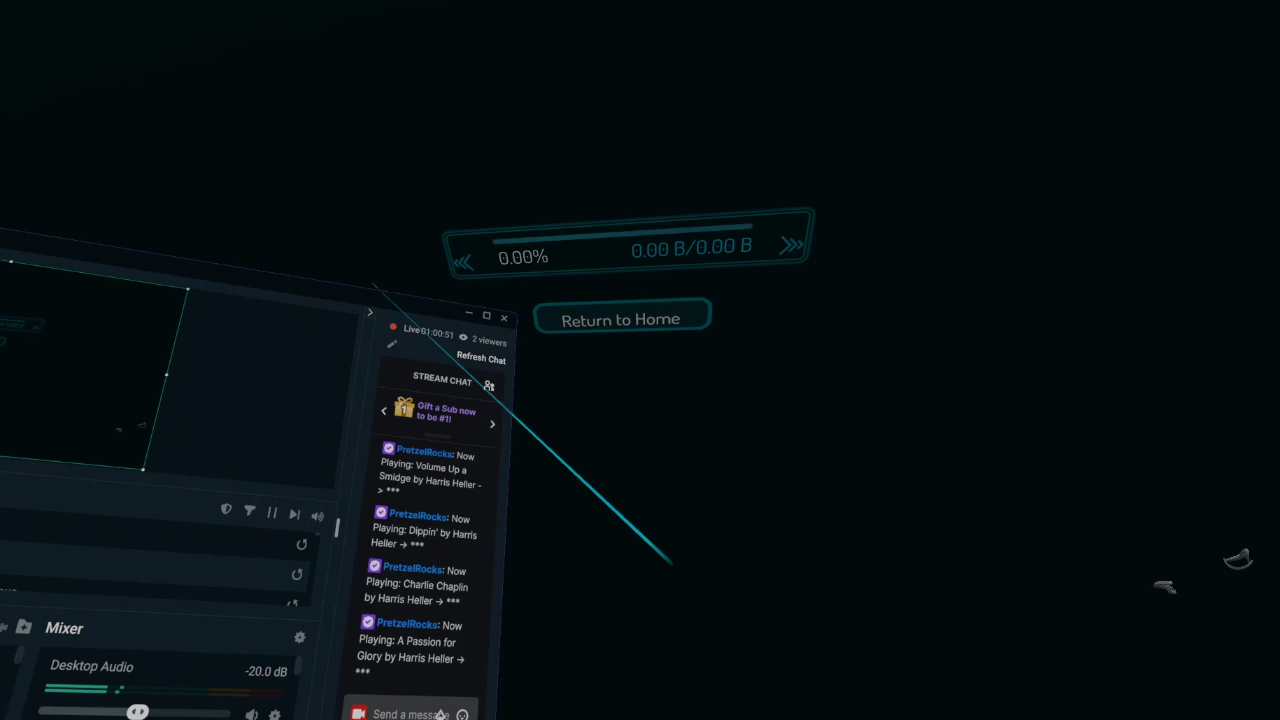 0.00%
0.00 B/0.00 B
Return to Home
Live 01:00:51 2 viewers
Refresh Chat
STREAM CHAT
1
Gift a Sub now
to be #1!
PretzelRocks: Now
Playing: Volume Up a
Smidge by Harris Heller -
> ***
PretzelRocks: Now
Playing: Dippin' by Harris
Heller → ***
PretzelRocks: Now
Playing: Charlie Chaplin
by Harris Heller → ***
PretzelRocks: Now
Playing: A Passion for
Glory by Harris Heller →
***
Send a message
Mixer
Desktop Audio
-20.0 dB